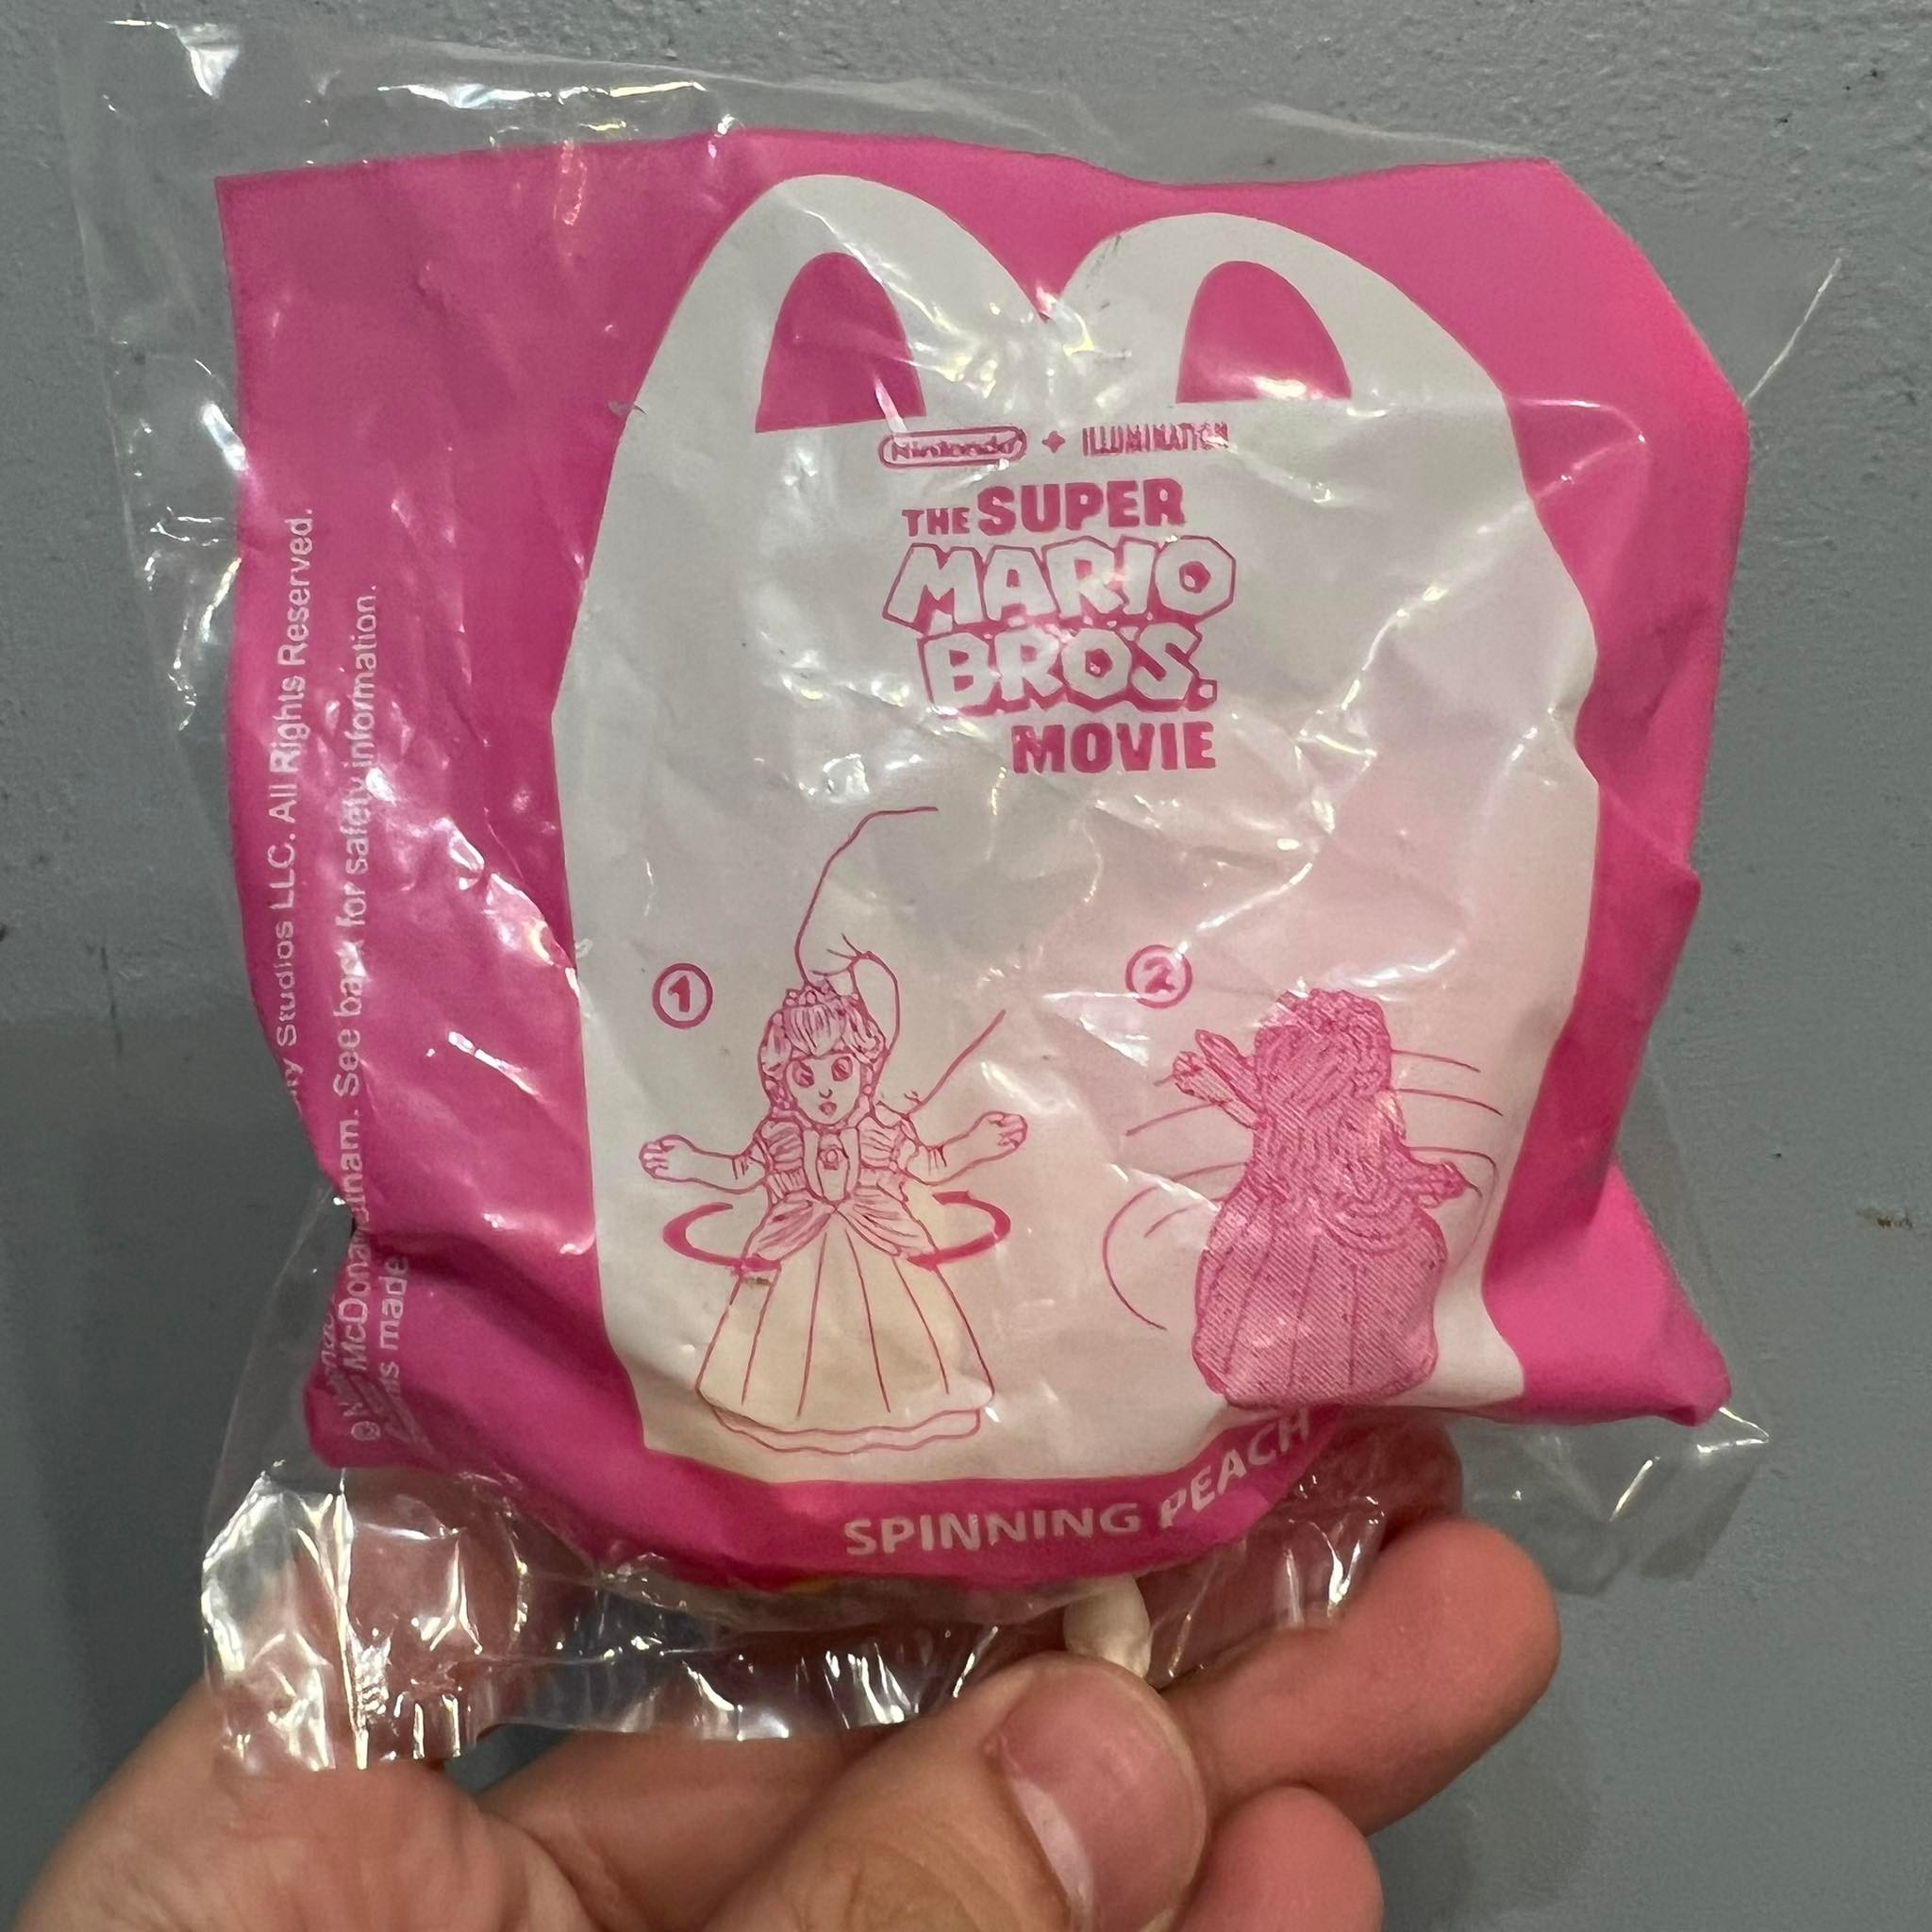 Nintendo + ILLUMINATION
THE SUPER
MARIO
BROS.
MOVIE
1
2
SPINNING PEACH
Studios LLC. All Rights Reserved.
See back for safety information.
made